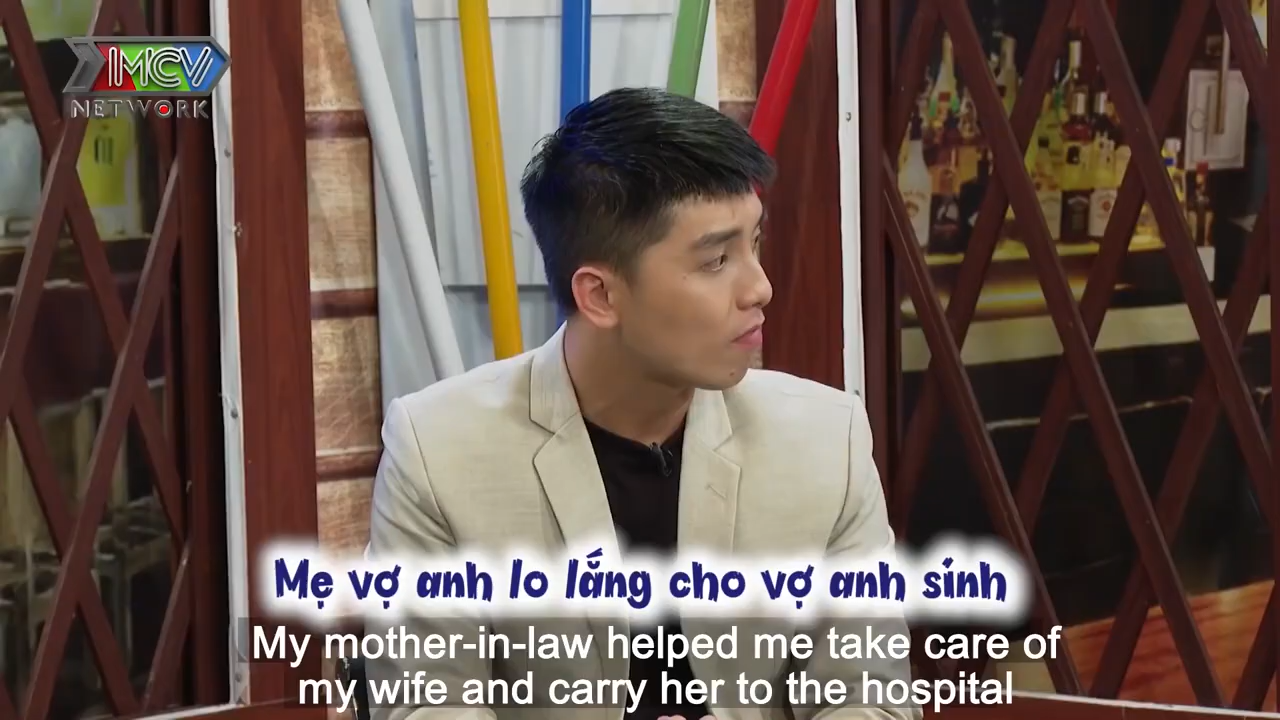 MCV
NETWORK
Mẹ vợ anh lo lắng cho vợ anh sinh
My mother-in-law helped me take care of
my wife and carry her to the hospital